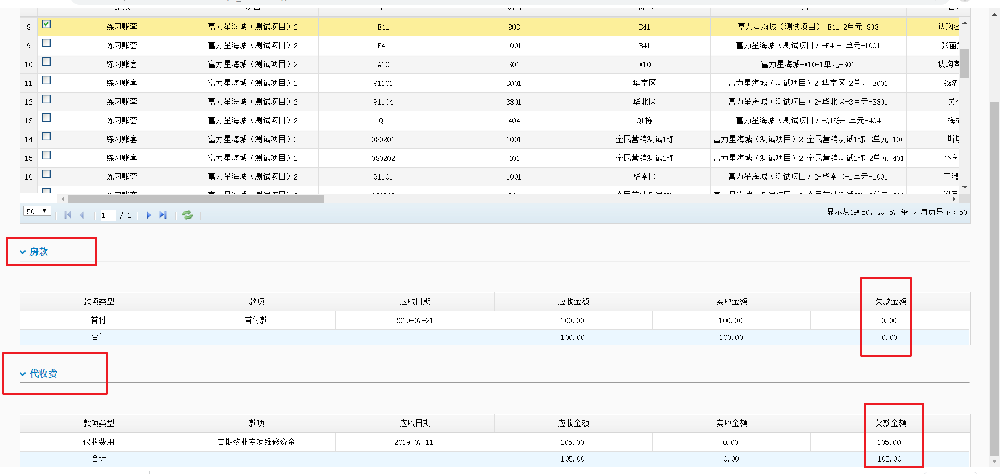 8 练习账套 富力星海城（测试项目）2 B41 803 B41 富力星海城（测试项目）-B41-2单元-803 认购客
9 练习账套 富力星海城（测试项目）2 B41 1001 B41 富力星海城（测试项目）-B41-1单元-1001 张丽
10 练习账套 富力星海城（测试项目）2 A10 301 A10 富力星海城-A10-1单元-301 认购客
11 练习账套 富力星海城（测试项目）2 91101 3001 华南区 富力星海城（测试项目）2-华南区-2单元-3001 钱多
12 练习账套 富力星海城（测试项目）2 91104 3801 华北区 富力星海城（测试项目）2-华北区-3单元-3801 吴小
13 练习账套 富力星海城（测试项目）2 Q1 404 Q1栋 富力星海城（测试项目）-Q1栋-1单元-404 梅梅
14 练习账套 富力星海城（测试项目）2 080201 1001 全民营销测试1栋 富力星海城（测试项目）2-全民营销测试1栋-3单元-100 斯斯
15 练习账套 富力星海城（测试项目）2 080202 401 全民营销测试2栋 富力星海城（测试项目）2-全民营销测试2栋-2单元-401 小学
16 练习账套 富力星海城（测试项目）2 91101 1001 华南区 富力星海城（测试项目）2-华南区-1单元-1001 于淑
50 1 / 2 显示从1到50，总 57 条 。每页显示：50
房款
款项类型 款项 应收日期 应收金额 实收金额 欠款金额
首付 首付款 2019-07-21 100.00 100.00 0.00
合计 100.00 100.00 0.00
代收费
款项类型 款项 应收日期 应收金额 实收金额 欠款金额
代收费用 首期物业专项维修资金 2019-07-11 105.00 0.00 105.00
合计 105.00 0.00 105.00